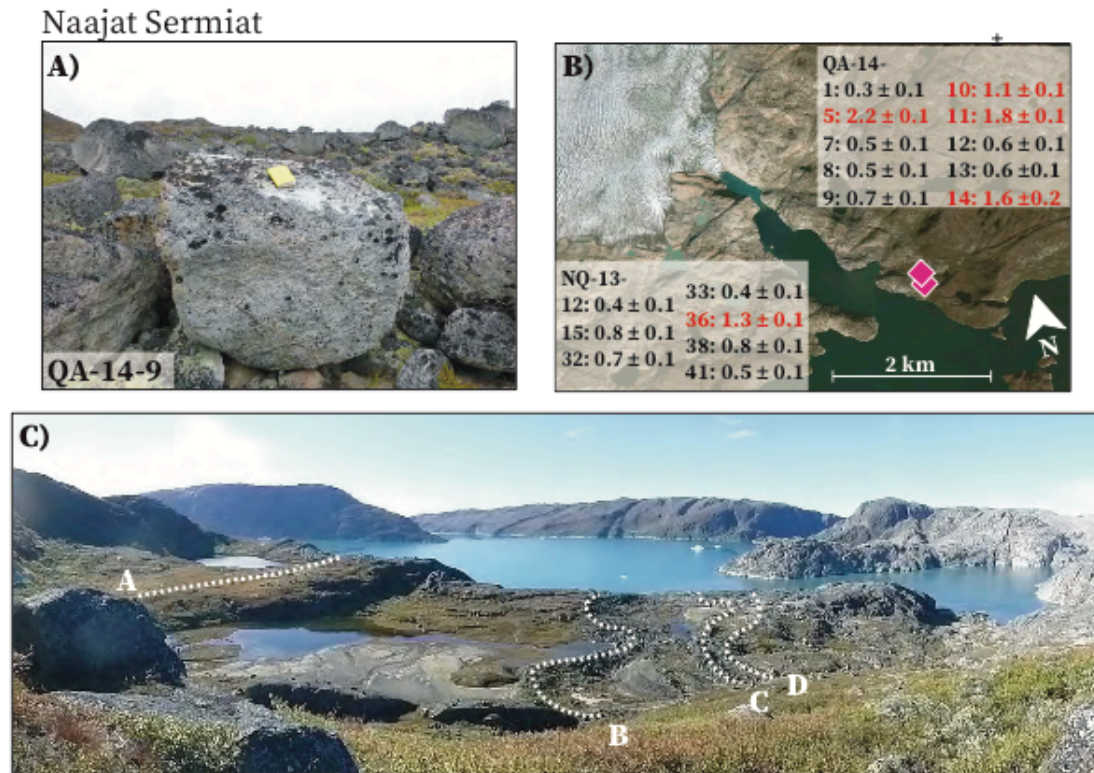 Naajat Sermiat
A)
QA-14-9
B)
±
QA-14-
1: 0.3 ± 0.1 10: 1.1 ± 0.1
5: 2.2 ± 0.1 11: 1.8 ± 0.1
7: 0.5 ± 0.1 12: 0.6 ± 0.1
8: 0.5 ± 0.1 13: 0.6 ±0.1
9: 0.7 ± 0.1 14: 1.6 ±0.2
NQ-13-
12: 0.4 ± 0.1
15: 0.8 ± 0.1
32: 0.7 ± 0.1
33: 0.4 ± 0.1
36: 1.3 ± 0.1
38: 0.8 ± 0.1
41: 0.5 ± 0.1
2 km
N
C)
A
B
C
D